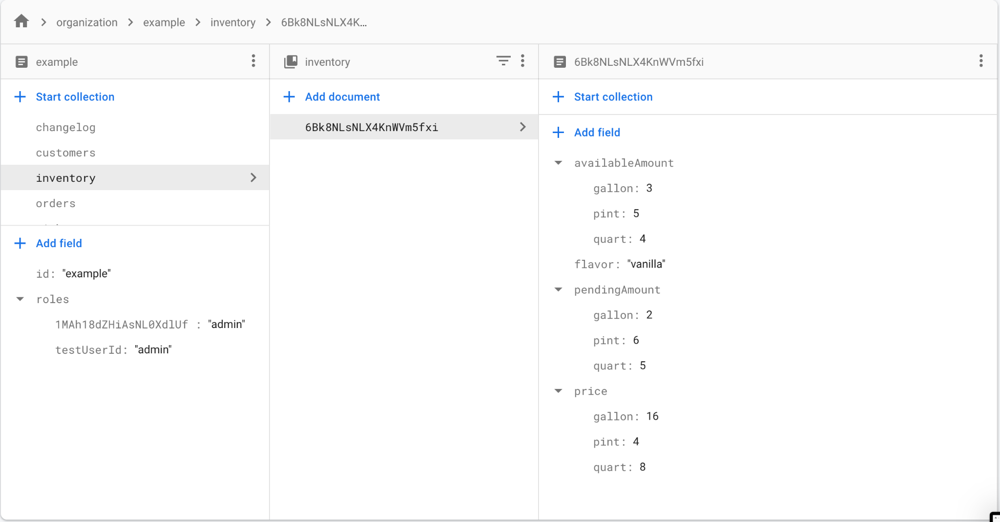 organization > example > inventory > 6Bk8NLsNLX4K...
example
Start collection
changelog
customers
inventory
orders
Add field
id: "example"
roles
1MAh18dZHiAsNL0XdlUf : "admin"
testUserId: "admin"
inventory
Add document
6Bk8NLsNLX4KnWVm5fxi
6Bk8NLsNLX4KnWVm5fxi
Start collection
Add field
availableAmount
gallon: 3
pint: 5
quart: 4
flavor: "vanilla"
pendingAmount
gallon: 2
pint: 6
quart: 5
price
gallon: 16
pint: 4
quart: 8